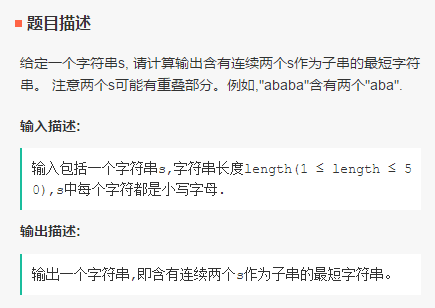 题目描述
给定一个字符串s, 请计算输出含有连续两个s作为子串的最短字符
串。 注意两个s可能有重叠部分。例如,"ababa"含有两个"aba".
输入描述:
输入包括一个字符串s,字符串长度length(1 ≤ length ≤ 5
0),s中每个字符都是小写字母.
输出描述:
输出一个字符串,即含有连续两个s作为子串的最短字符串。